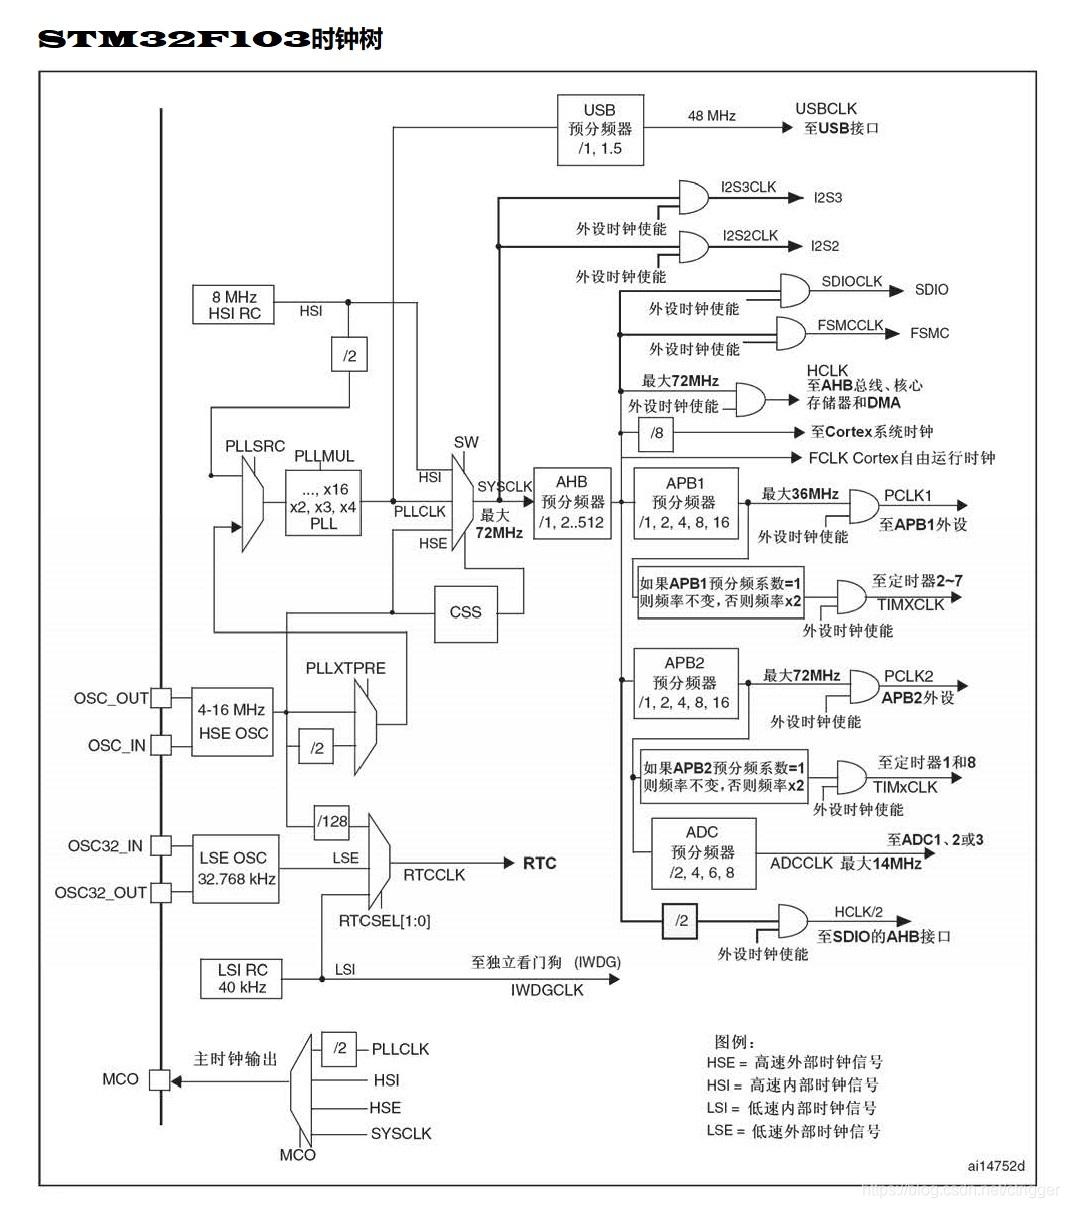 STM32F103时钟树
USB
预分频器
/1, 1.5
48 MHz
USBCLK
至USB接口
I2S3CLK
I2S3
外设时钟使能
I2S2CLK
I2S2
外设时钟使能
8 MHz
HSI RC
HSI
/2
SDIOCLK
SDIO
外设时钟使能
FSMCCLK
FSMC
外设时钟使能
最大72MHz
外设时钟使能
HCLK
至AHB总线、核心
存储器和DMA
/8
至Cortex系统时钟
FCLK Cortex自由运行时钟
PLLSRC
PLLMUL
..., x16
x2, x3, x4
PLL
SW
HSI
PLLCLK
HSE
SYSCLK
最大
72MHz
AHB
预分频器
/1, 2..512
APB1
预分频器
/1, 2, 4, 8, 16
最大36MHz
外设时钟使能
PCLK1
至APB1外设
如果APB1预分频系数=1
则频率不变，否则频率x2
至定时器2~7
TIMXCLK
外设时钟使能
CSS
PLLXTPRE
OSC_OUT
OSC_IN
4-16 MHz
HSE OSC
/2
APB2
预分频器
/1, 2, 4, 8, 16
最大72MHz
外设时钟使能
PCLK2
APB2外设
如果APB2预分频系数=1
则频率不变，否则频率x2
至定时器1和8
TIMxCLK
外设时钟使能
/128
OSC32_IN
OSC32_OUT
LSE OSC
32.768 kHz
LSE
RTCCLK
RTC
RTCSEL[1:0]
ADC
预分频器
/2, 4, 6, 8
至ADC1、2或3
ADCCLK 最大14MHz
/2
HCLK/2
至SDIO的AHB接口
外设时钟使能
LSI RC
40 kHz
LSI
至独立看门狗 (IWDG)
IWDGCLK
MCO
主时钟输出
/2
PLLCLK
HSI
HSE
SYSCLK
MCO
图例：
HSE = 高速外部时钟信号
HSI = 高速内部时钟信号
LSI = 低速内部时钟信号
LSE = 低速外部时钟信号
ai14752d
https://blog.csdn.net/ctrigger